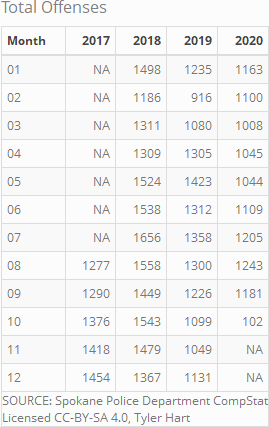 Total Offenses
Month 2017 2018 2019 2020
01 NA 1498 1235 1163
02 NA 1186 916 1100
03 NA 1311 1080 1008
04 NA 1309 1305 1045
05 NA 1524 1423 1044
06 NA 1538 1312 1109
07 NA 1656 1358 1205
08 1277 1558 1300 1243
09 1290 1449 1226 1181
10 1376 1543 1099 102
11 1418 1479 1049 NA
12 1454 1367 1131 NA
SOURCE: Spokane Police Department CompStat
Licensed CC-BY-SA 4.0, Tyler Hart